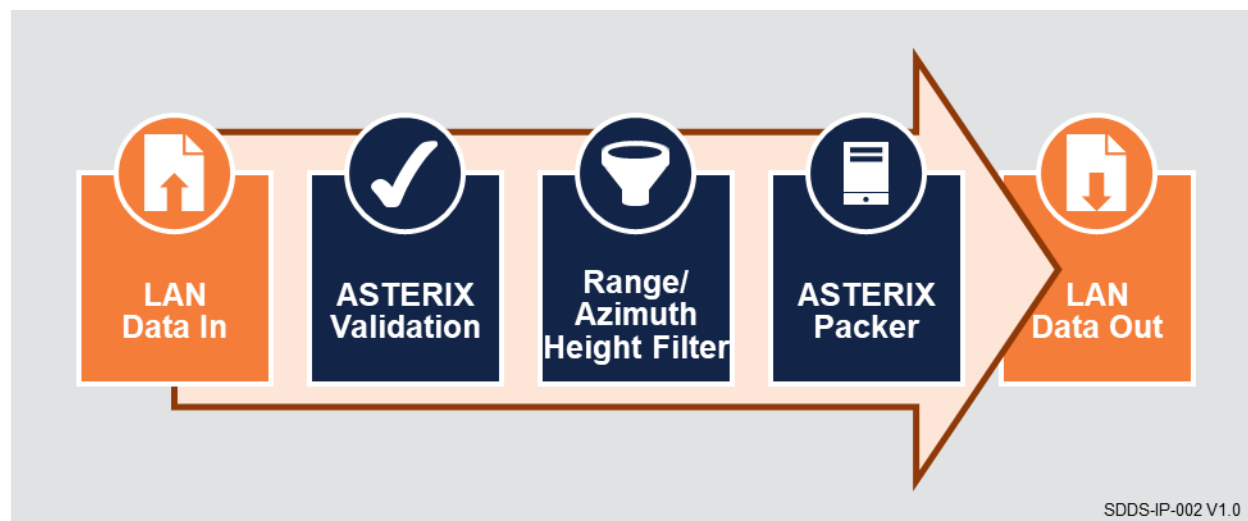 LAN
Data In
ASTERIX
Validation
Range/
Azimuth
Height Filter
ASTERIX
Packer
LAN
Data Out
SDDS-IP-002 V1.0